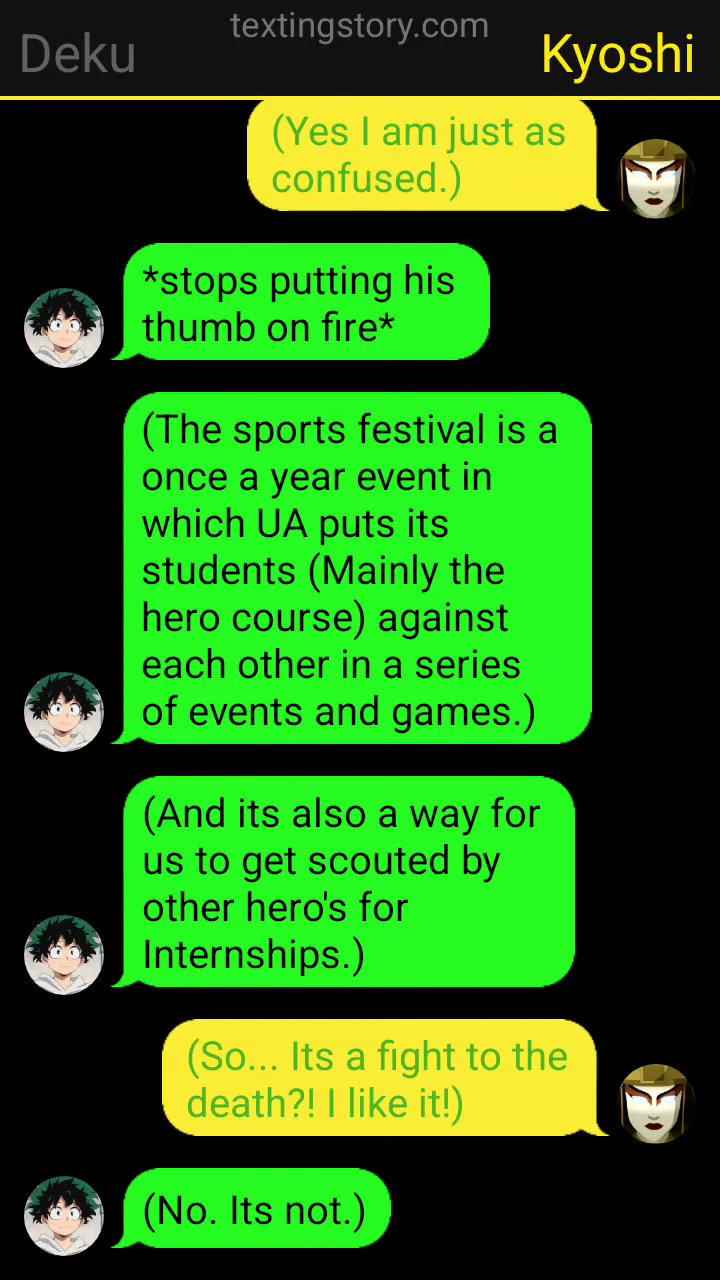 textingstory.com
Deku
Kyoshi
(Yes I am just as
confused.)
*stops putting his
thumb on fire*
(The sports festival is a
once a year event in
which UA puts its
students (Mainly the
hero course) against
each other in a series
of events and games.)
(And its also a way for
us to get scouted by
other hero's for
Internships.)
(So... Its a fight to the
death?! I like it!)
(No. Its not.)